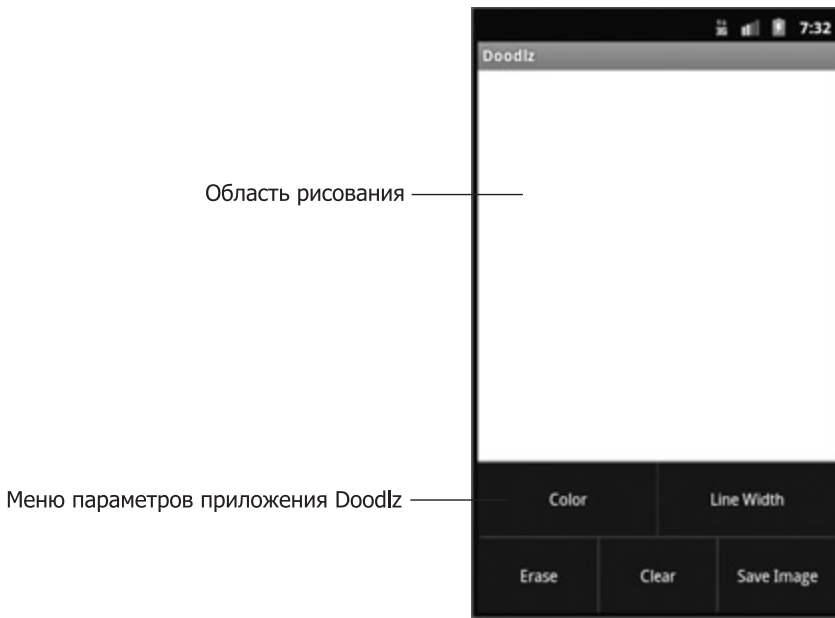 7:32
Doodlz
Область рисования
Меню параметров приложения Doodlz
Color
Line Width
Erase
Clear
Save Image